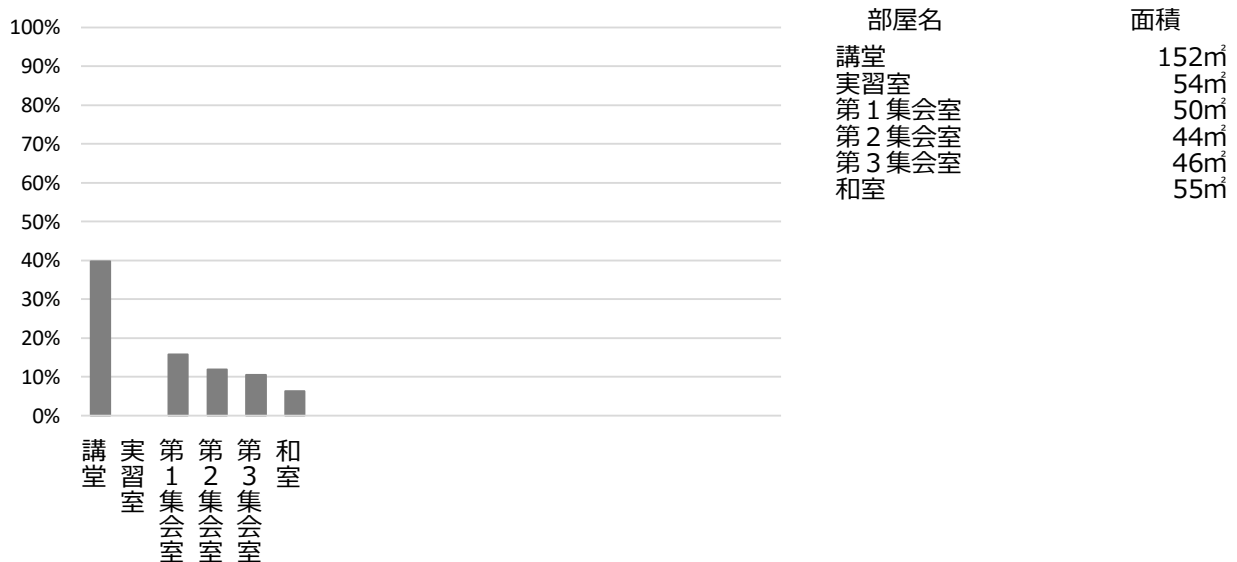 100%
90%
80%
70%
60%
50%
40%
30%
20%
10%
0%
講堂
実習室
第1集会室
第2集会室
第3集会室
和室
部屋名 面積
講堂 152㎡
実習室 54㎡
第1集会室 50㎡
第2集会室 44㎡
第3集会室 46㎡
和室 55㎡